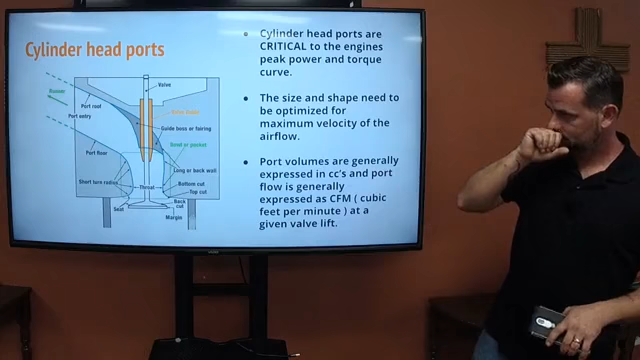 Cylinder head ports
Valve
Runner
Port roof
Port entry
Guide boss or fairing
Bowl or pocket
Port floor
Long or back wall
Short turn radius
Throat
Bottom cut
Top cut
Seat
Back
cut
Margin
Cylinder head ports are
CRITICAL to the engines
peak power and torque
curve.
The size and shape need to
be optimized for
maximum velocity of the
airflow.
Port volumes are generally
expressed in cc's and port
flow is generally
expressed as CFM ( cubic
feet per minute ) at a
given valve lift.